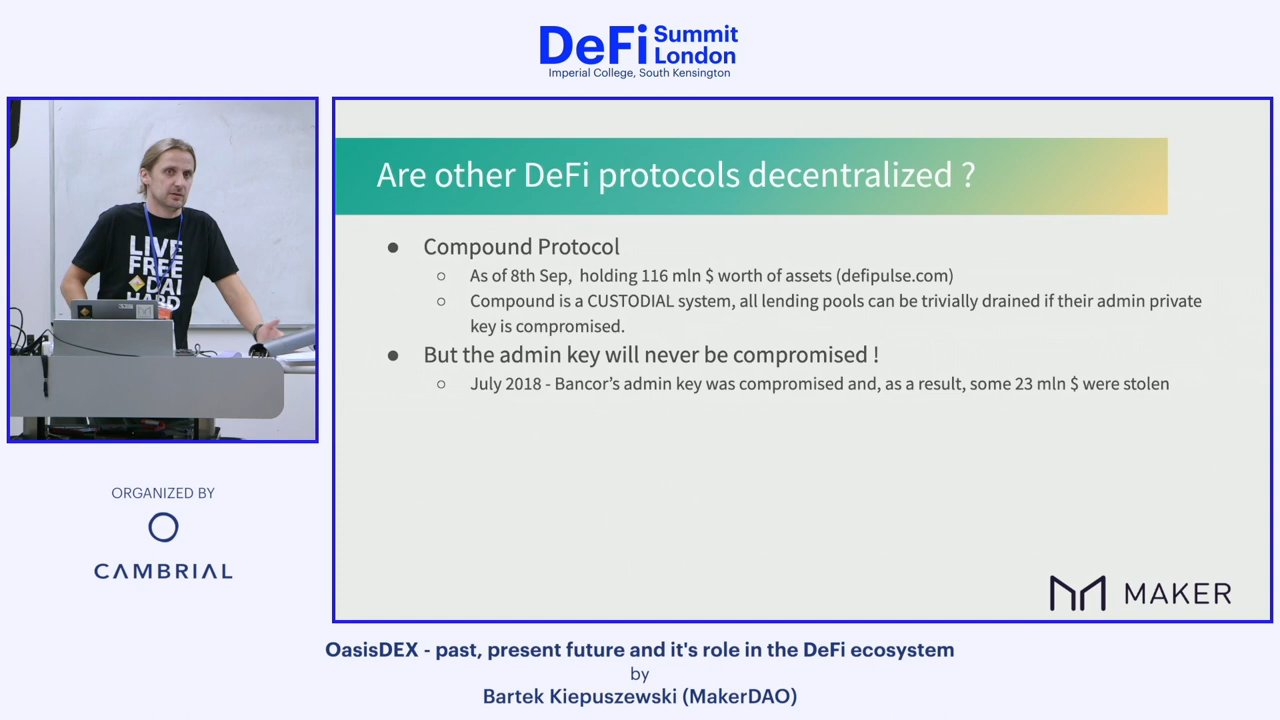 DeFi Summit
London
Imperial College, South Kensington
LIVE
FREE
DAI
HARD
Are other DeFi protocols decentralized ?
● Compound Protocol
○ As of 8th Sep, holding 116 mln $ worth of assets (defipulse.com)
○ Compound is a CUSTODIAL system, all lending pools can be trivially drained if their admin private
key is compromised.
● But the admin key will never be compromised !
○ July 2018 - Bancor’s admin key was compromised and, as a result, some 23 mln $ were stolen
MAKER
ORGANIZED BY
CAMBRIAL
OasisDEX - past, present future and it's role in the DeFi ecosystem
by
Bartek Kiepuszewski (MakerDAO)